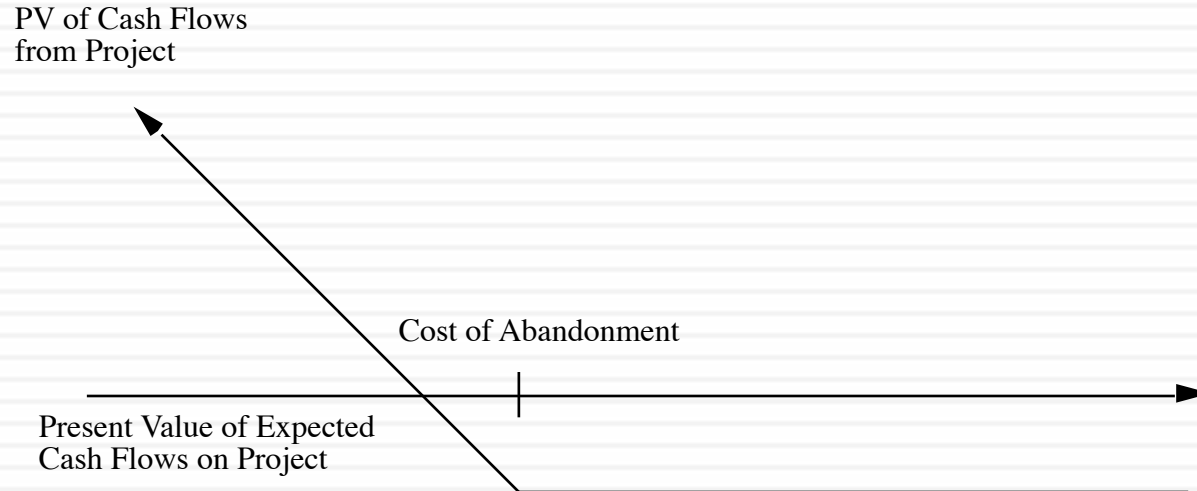 PV of Cash Flows
from Project
Cost of Abandonment
Present Value of Expected
Cash Flows on Project